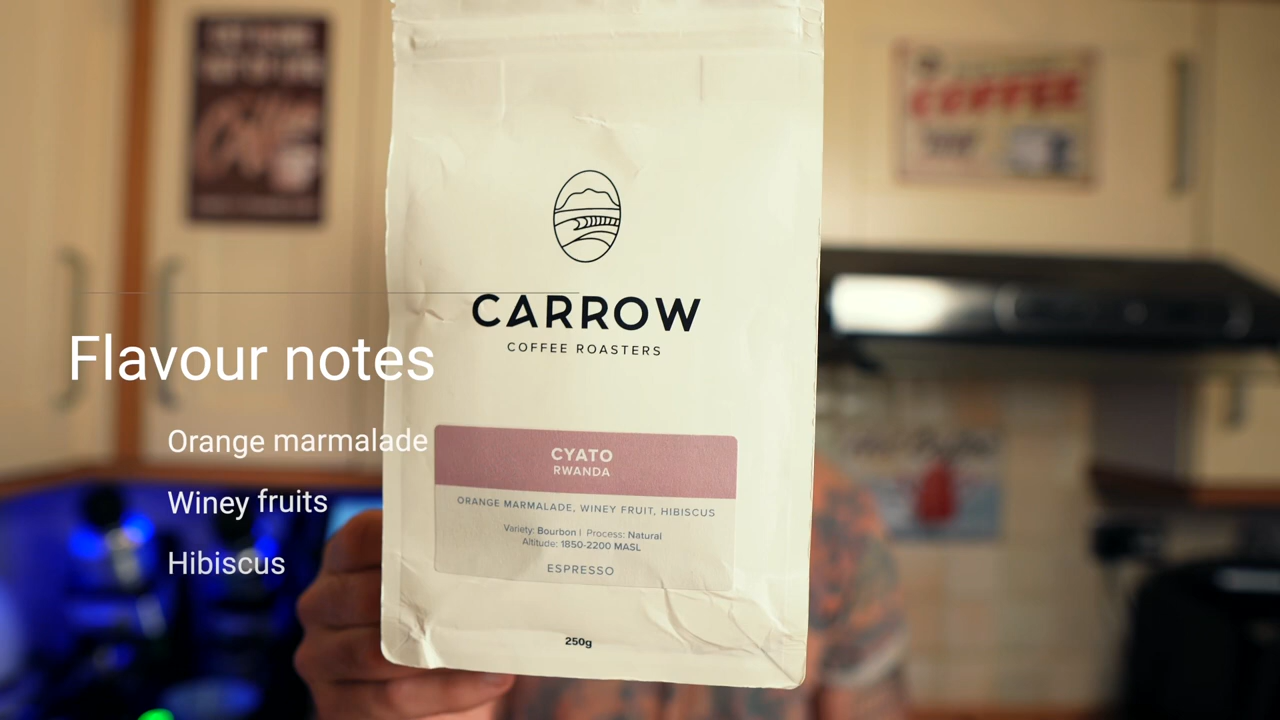 COFFEE
CARROW
COFFEE ROASTERS
Flavour notes
Orange marmalade
Winey fruits
Hibiscus
CYATO
RWANDA
ORANGE MARMALADE, WINEY FRUIT, HIBISCUS
Variety: Bourbon | Process: Natural
Altitude: 1850-2200 MASL
ESPRESSO
250g